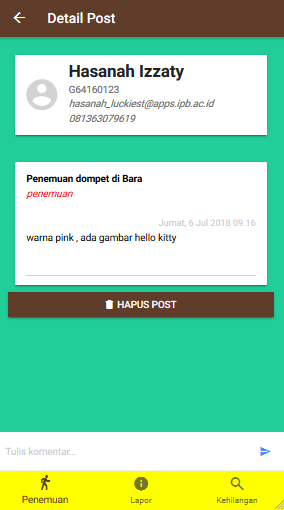 Detail Post
Hasanah Izzaty
G64160123
hasanah_luckiest@apps.ipb.ac.id
081363079619
Penemuan dompet di Bara
penemuan
Jumat, 6 Jul 2018 09.16
warna pink , ada gambar hello kitty
HAPUS POST
Tulis komentar...
Penemuan
Lapor
Kehilangan